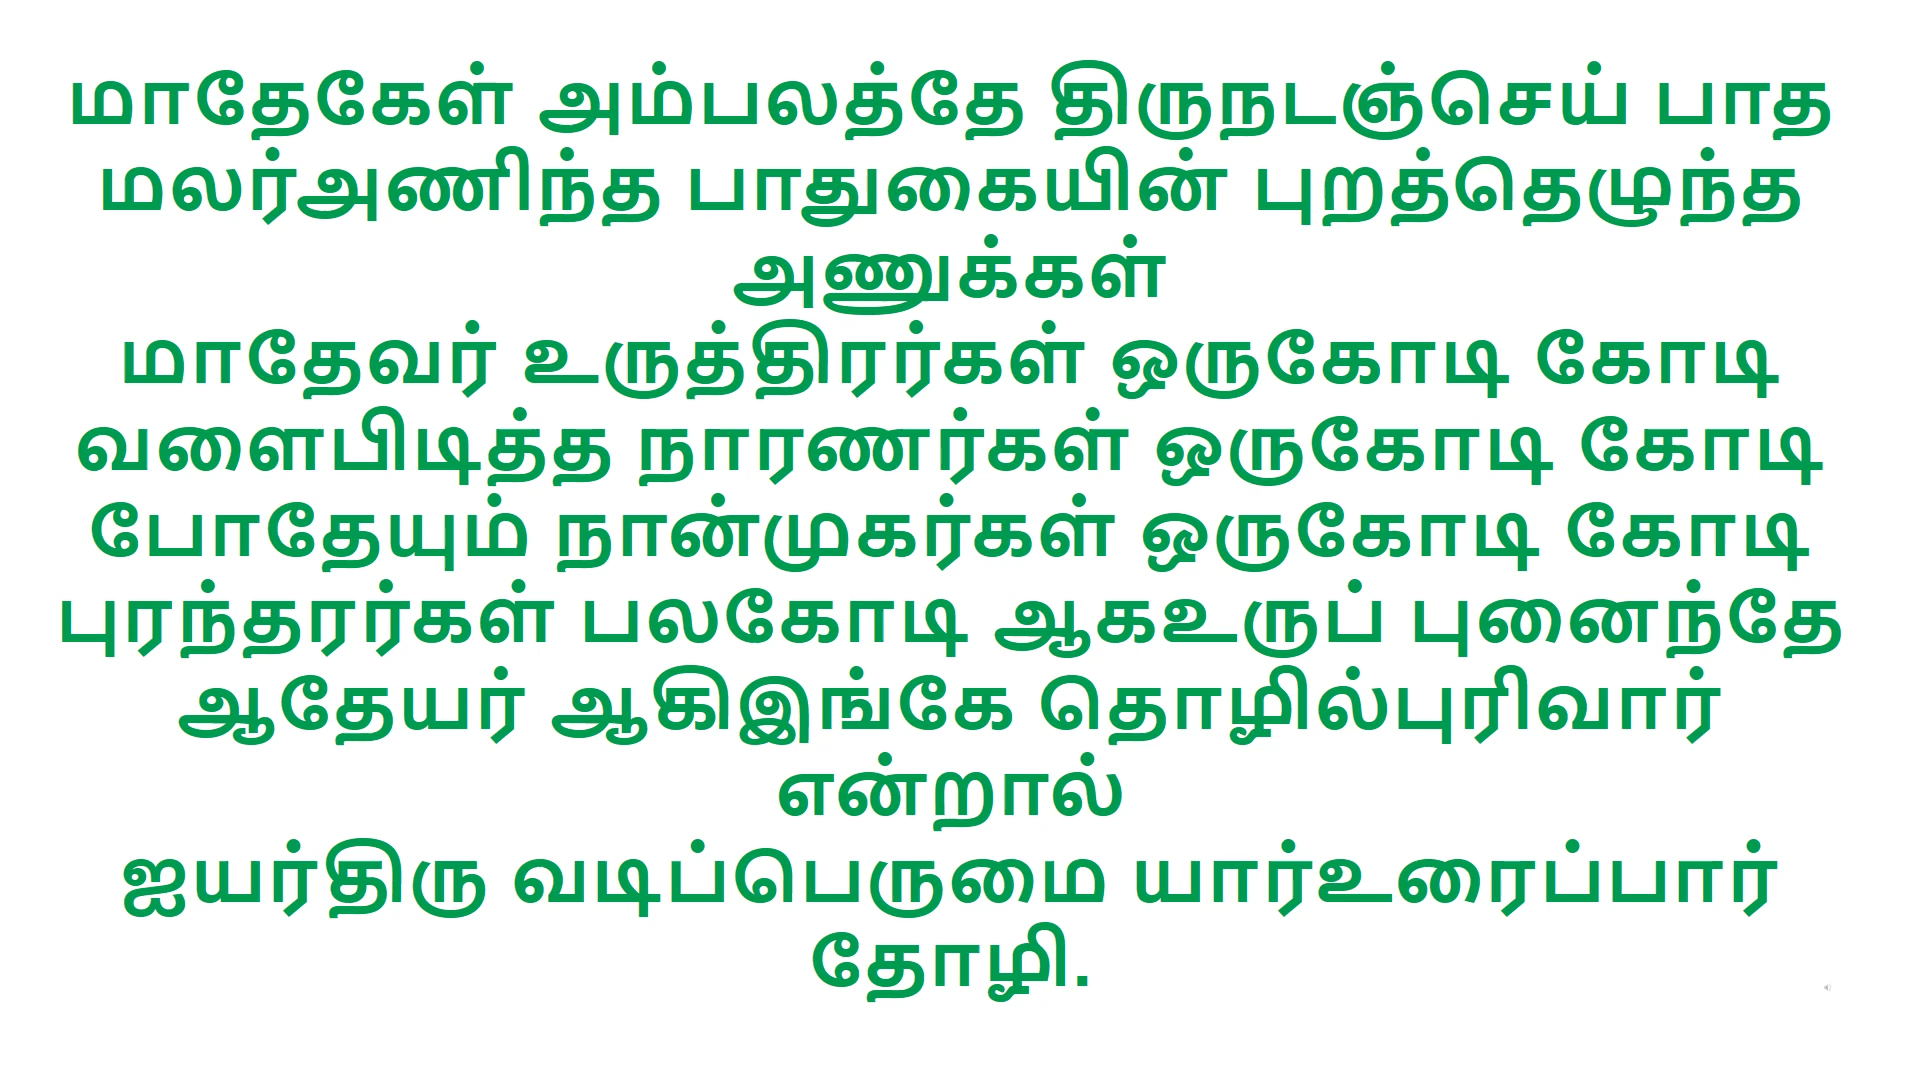 மாதேகேள் அம்பலத்தே திருநடஞ்செய் பாத
மலர்அணிந்த பாதுகையின் புறத்தெழுந்த
அணுக்கள்
மாதேவர் உருத்திரர்கள் ஒருகோடி கோடி
வளைபிடித்த நாரணர்கள் ஒருகோடி கோடி
போதேயும் நான்முகர்கள் ஒருகோடி கோடி
புரந்தரர்கள் பலகோடி ஆகஉருப் புனைந்தே
ஆதேயர் ஆகிஇங்கே தொழில்புரிவார்
என்றால்
ஐயர்திரு வடிப்பெருமை யார்உரைப்பார்
தோழி.